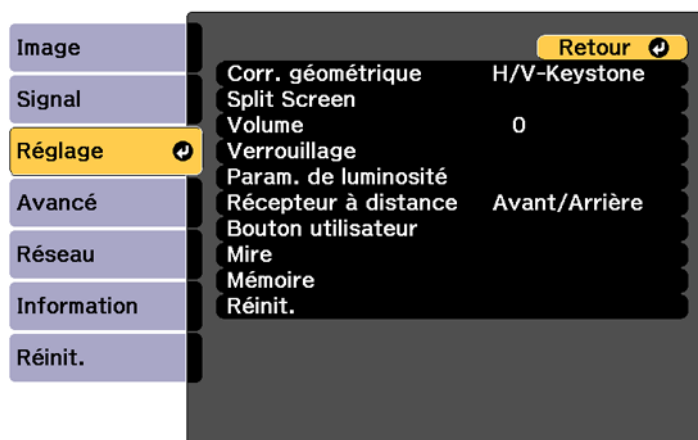 Image
Signal
Réglage
Avancé
Réseau
Information
Réinit.
Retour
Corr. géométrique H/V-Keystone
Split Screen
Volume 0
Verrouillage
Param. de luminosité
Récepteur à distance Avant/Arrière
Bouton utilisateur
Mire
Mémoire
Réinit.